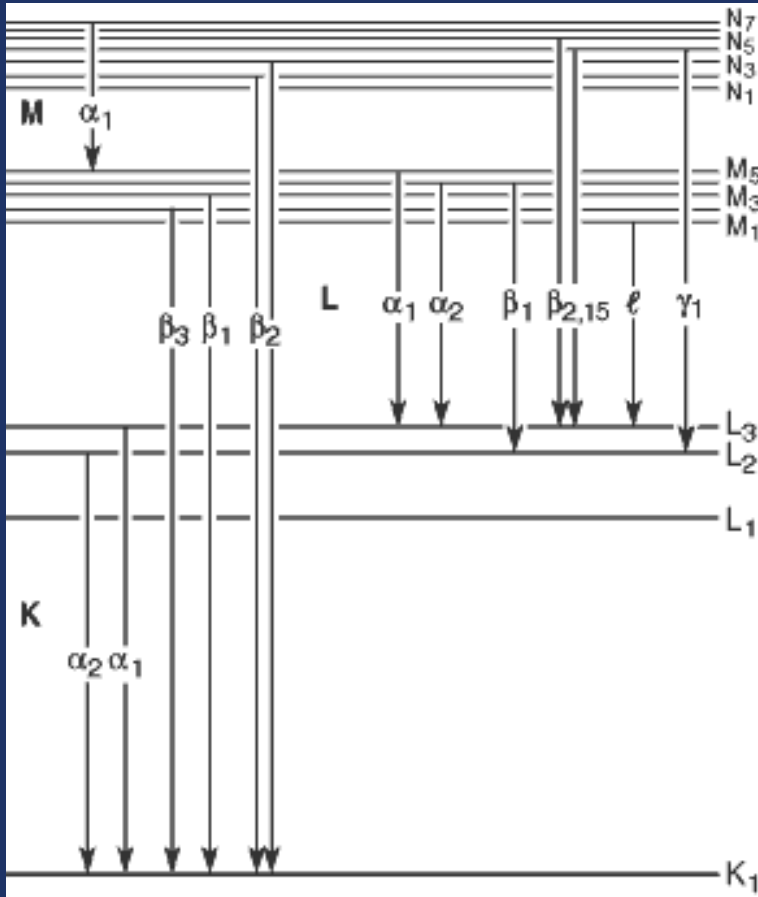 N₇
N₅
N₃
N₁
M α₁
M₅
M₃
M₁
L α₁ α₂ β₁ β₂,₁₅ ℓ γ₁
β₃ β₁ β₂
L₃
L₂
L₁
K
α₂ α₁
K₁